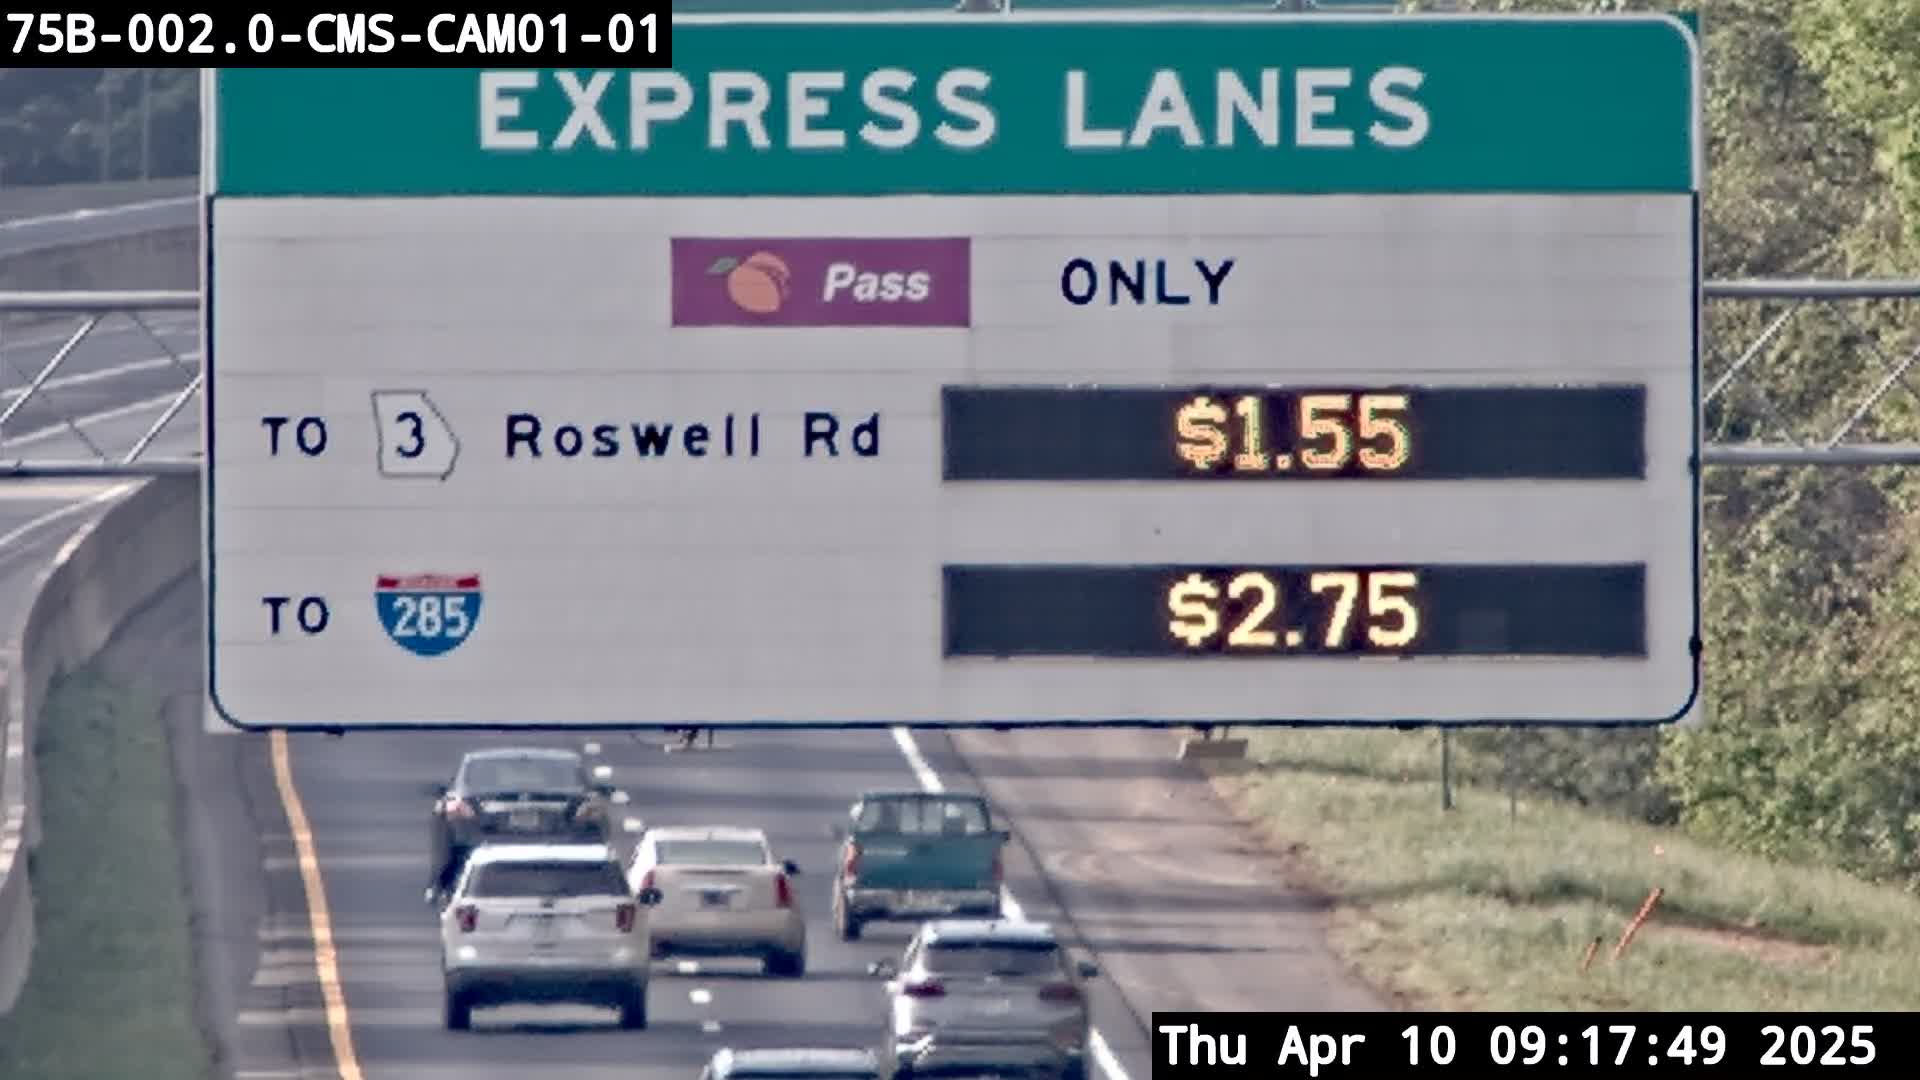 75B-002.0-CMS-CAM01-01
EXPRESS LANES
Pass ONLY
TO 3 Roswell Rd $1.55
TO 285 $2.75
Thu Apr 10 09:17:49 2025